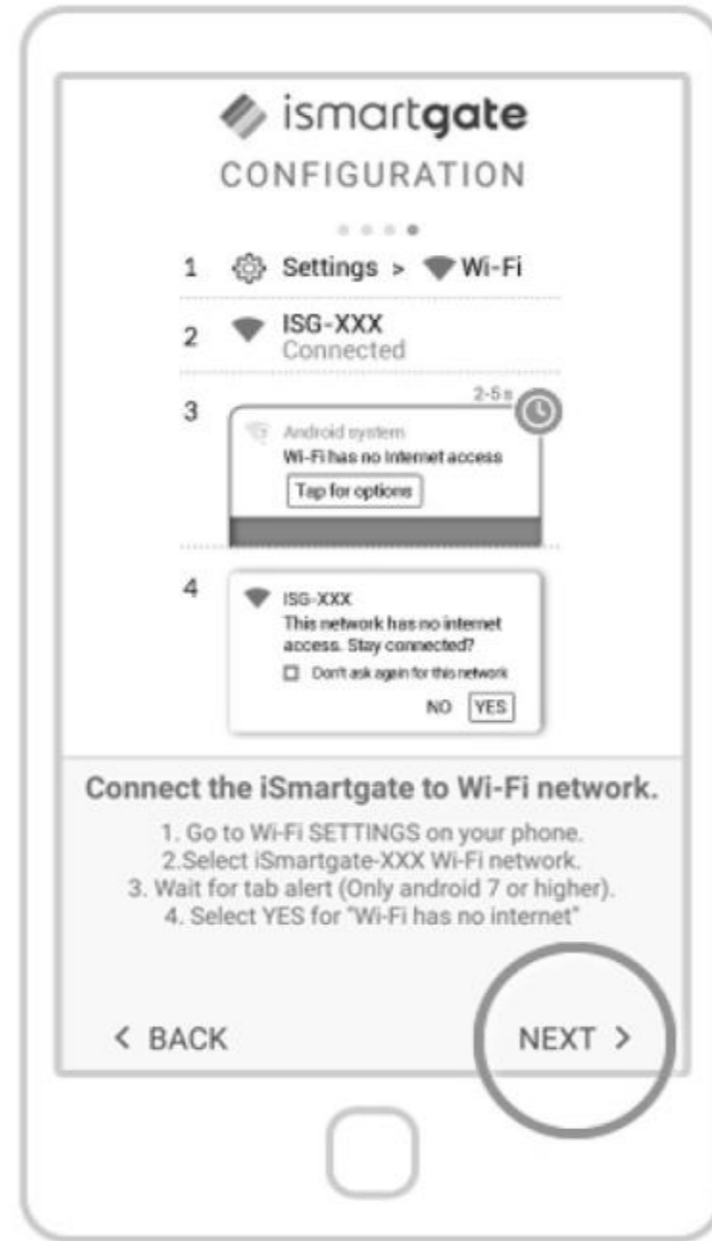 ismartgate
CONFIGURATION
1 Settings > Wi-Fi
2 ISG-XXX
Connected
2-5 s
3 Android system
Wi-Fi has no Internet access
Tap for options
4 ISG-XXX
This network has no internet
access. Stay connected?
Don't ask again for this network
NO YES
Connect the iSmartgate to Wi-Fi network.
1. Go to Wi-Fi SETTINGS on your phone.
2.Select iSmartgate-XXX Wi-Fi network.
3. Wait for tab alert (Only android 7 or higher).
4. Select YES for "Wi-Fi has no internet"
< BACK NEXT >